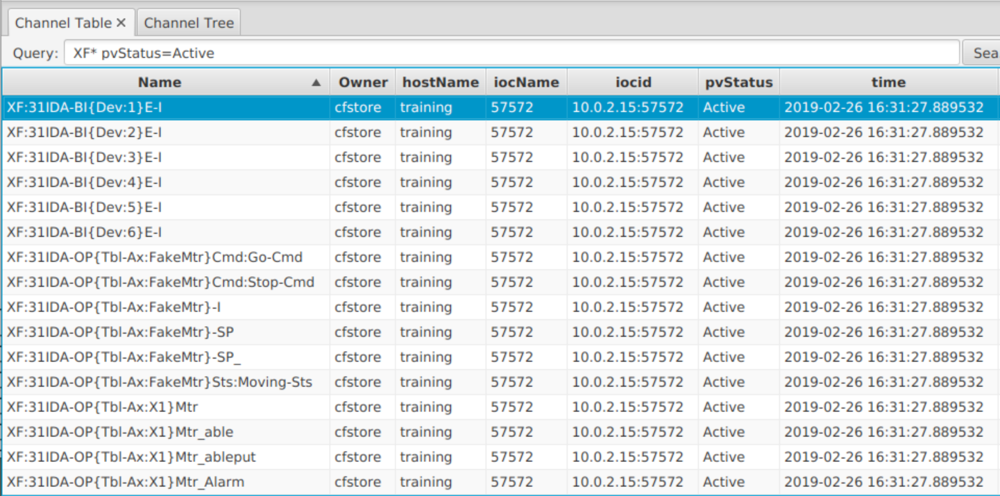 Channel Table ✕ Channel Tree
Query: XF* pvStatus=Active Sea
Name ▲ Owner hostName iocName iocid pvStatus time
XF:31IDA-BI{Dev:1}E-I cfstore training 57572 10.0.2.15:57572 Active 2019-02-26 16:31:27.889532
XF:31IDA-BI{Dev:2}E-I cfstore training 57572 10.0.2.15:57572 Active 2019-02-26 16:31:27.889532
XF:31IDA-BI{Dev:3}E-I cfstore training 57572 10.0.2.15:57572 Active 2019-02-26 16:31:27.889532
XF:31IDA-BI{Dev:4}E-I cfstore training 57572 10.0.2.15:57572 Active 2019-02-26 16:31:27.889532
XF:31IDA-BI{Dev:5}E-I cfstore training 57572 10.0.2.15:57572 Active 2019-02-26 16:31:27.889532
XF:31IDA-BI{Dev:6}E-I cfstore training 57572 10.0.2.15:57572 Active 2019-02-26 16:31:27.889532
XF:31IDA-OP{Tbl-Ax:FakeMtr}Cmd:Go-Cmd cfstore training 57572 10.0.2.15:57572 Active 2019-02-26 16:31:27.889532
XF:31IDA-OP{Tbl-Ax:FakeMtr}Cmd:Stop-Cmd cfstore training 57572 10.0.2.15:57572 Active 2019-02-26 16:31:27.889532
XF:31IDA-OP{Tbl-Ax:FakeMtr}-I cfstore training 57572 10.0.2.15:57572 Active 2019-02-26 16:31:27.889532
XF:31IDA-OP{Tbl-Ax:FakeMtr}-SP cfstore training 57572 10.0.2.15:57572 Active 2019-02-26 16:31:27.889532
XF:31IDA-OP{Tbl-Ax:FakeMtr}-SP_ cfstore training 57572 10.0.2.15:57572 Active 2019-02-26 16:31:27.889532
XF:31IDA-OP{Tbl-Ax:FakeMtr}Sts:Moving-Sts cfstore training 57572 10.0.2.15:57572 Active 2019-02-26 16:31:27.889532
XF:31IDA-OP{Tbl-Ax:X1}Mtr cfstore training 57572 10.0.2.15:57572 Active 2019-02-26 16:31:27.889532
XF:31IDA-OP{Tbl-Ax:X1}Mtr_able cfstore training 57572 10.0.2.15:57572 Active 2019-02-26 16:31:27.889532
XF:31IDA-OP{Tbl-Ax:X1}Mtr_ableput cfstore training 57572 10.0.2.15:57572 Active 2019-02-26 16:31:27.889532
XF:31IDA-OP{Tbl-Ax:X1}Mtr_Alarm cfstore training 57572 10.0.2.15:57572 Active 2019-02-26 16:31:27.889532